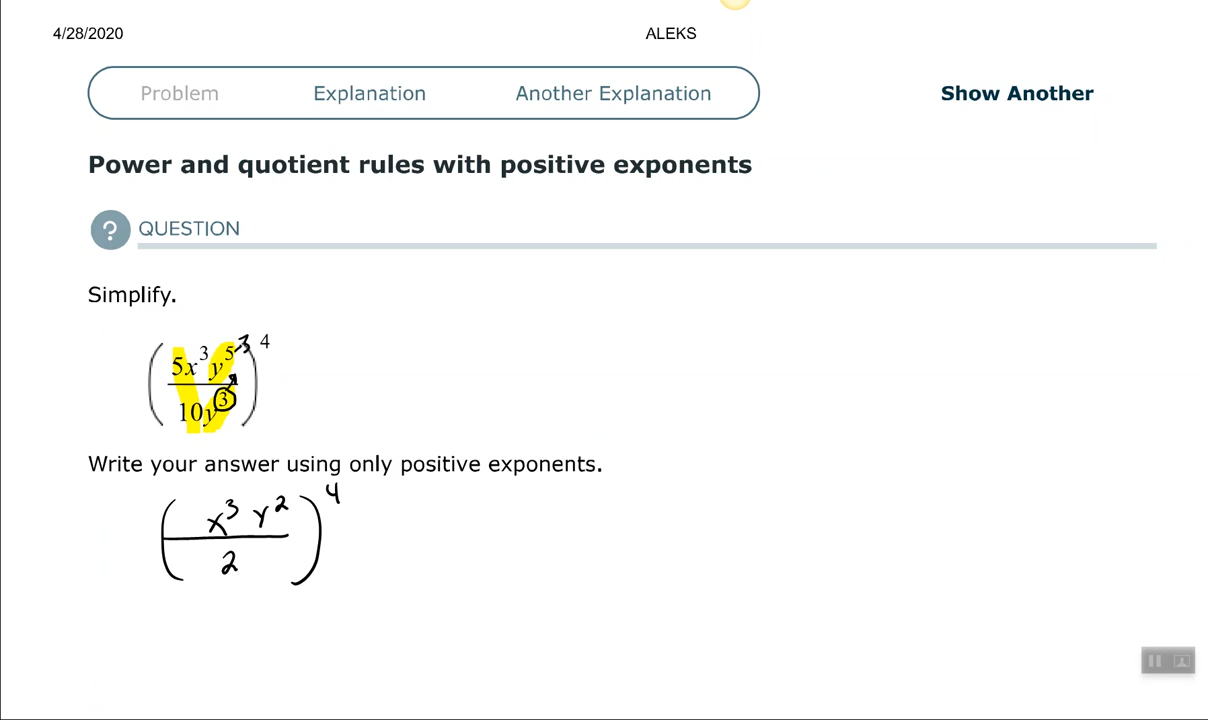 4/28/2020 ALEKS
Problem Explanation Another Explanation Show Another
Power and quotient rules with positive exponents
? QUESTION
Simplify.
(5x³y⁵⁻³ / 10y³)⁴
Write your answer using only positive exponents.
(x³ y² / 2)⁴